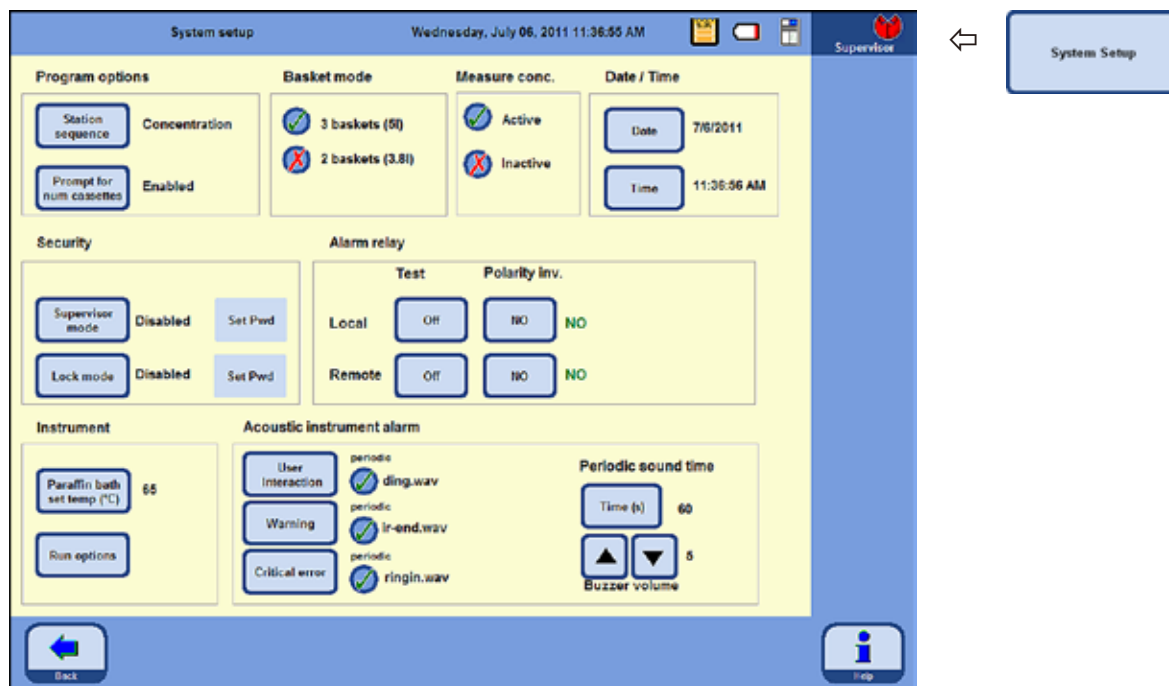 System setup
Wednesday, July 06, 2011 11:36:55 AM
Supervisor
System Setup
Program options
Basket mode
Measure conc.
Date / Time
Station sequence
Concentration
3 baskets (5l)
Active
Date
7/6/2011
Prompt for num cassettes
Enabled
2 baskets (3.8l)
Inactive
Time
11:36:56 AM
Security
Alarm relay
Test
Polarity inv.
Supervisor mode
Disabled
Set Pwd
Local
Off
NO
NO
Lock mode
Disabled
Set Pwd
Remote
Off
NO
NO
Instrument
Acoustic instrument alarm
Paraffin bath set temp (°C)
65
Run options
User Interaction
periodic
ding.wav
Warning
periodic
ir-end.wav
Critical error
periodic
ringin.wav
Periodic sound time
Time (s)
60
5
Buzzer volume
Back
Help